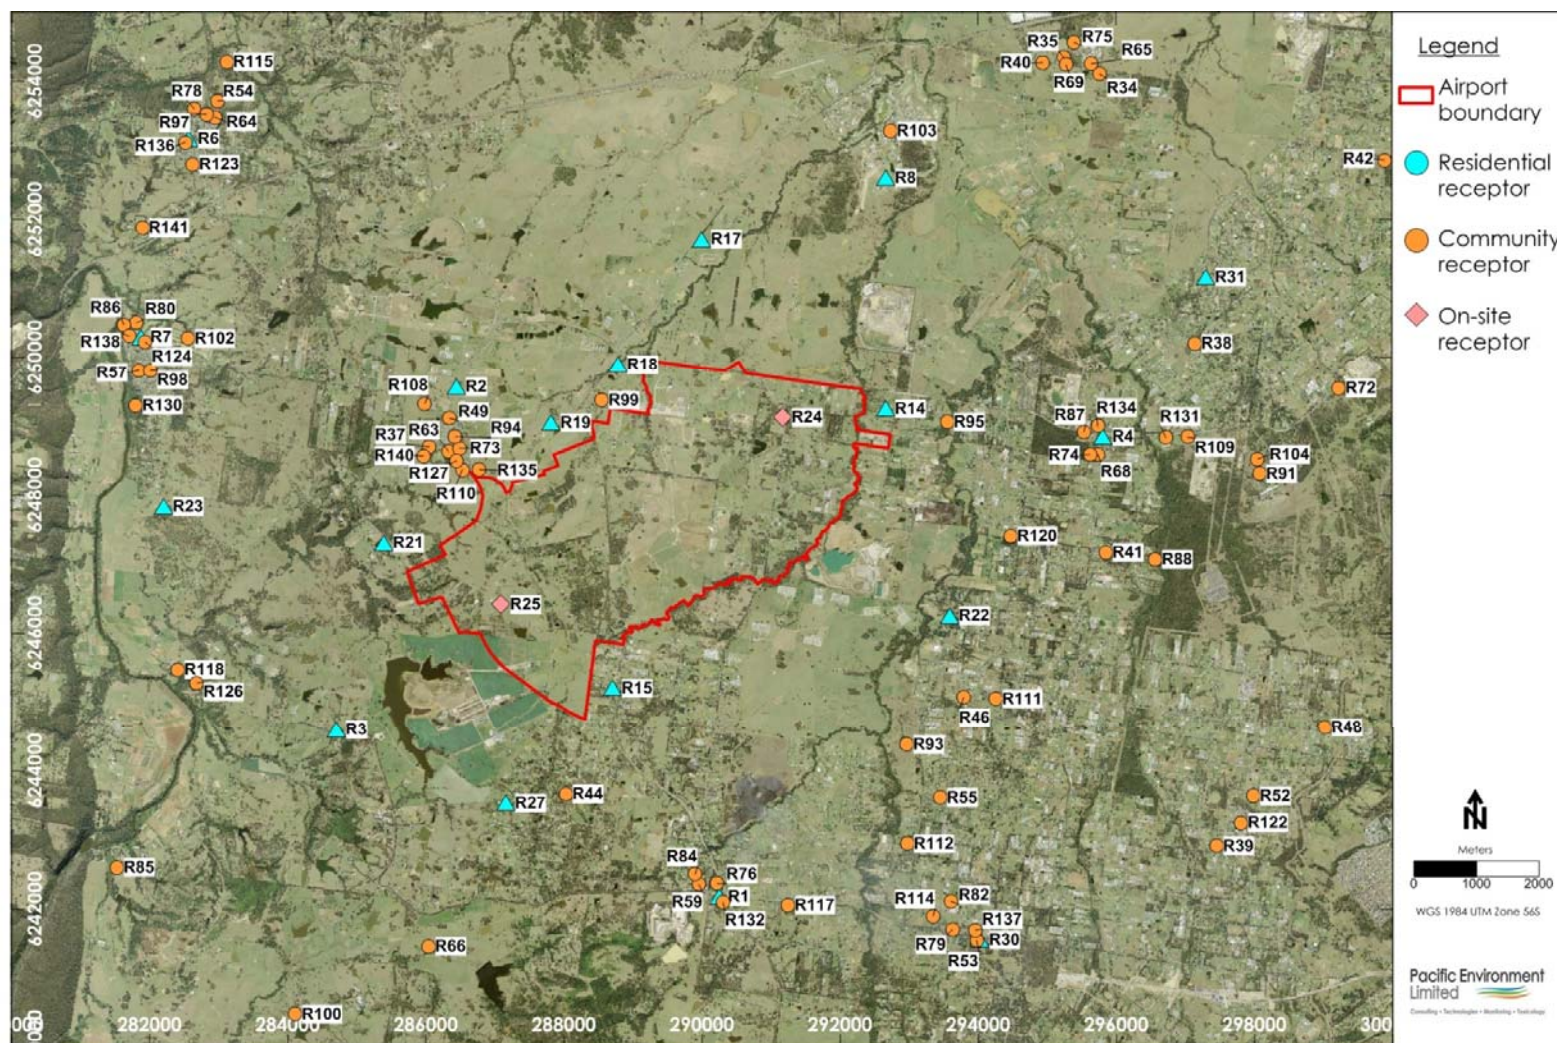 Legend
Airport
boundary
Residential
receptor
Community
receptor
On-site
receptor
R35
R75
R65
R40
R69
R34
R115
R78
R54
R97
R64
R6
R136
R123
R103
R42
R8
R141
R17
R31
R86
R80
R7
R138
R102
R124
R57
R98
R130
R38
R18
R72
R108
R2
R49
R99
R24
R14
R95
R87
R134
R131
R19
R63
R94
R37
R73
R4
R140
R109
R127
R135
R74
R68
R104
R91
R110
R23
R21
R120
R41
R88
R25
R22
R118
R126
R15
R111
R46
R3
R48
R93
R27
R44
R55
R52
R122
R112
R39
R85
R84
R76
R59
R1
R132
R117
R114
R82
R137
R79
R30
R53
R66
R100
6254000
6252000
6250000
6248000
6246000
6244000
6242000
282000
284000
286000
288000
290000
292000
294000
296000
298000
N
Meters
0 1000 2000
WGS 1984 UTM Zone 56S
Pacific Environment
Limited
Consulting • Technologies • Monitoring • Toxicology